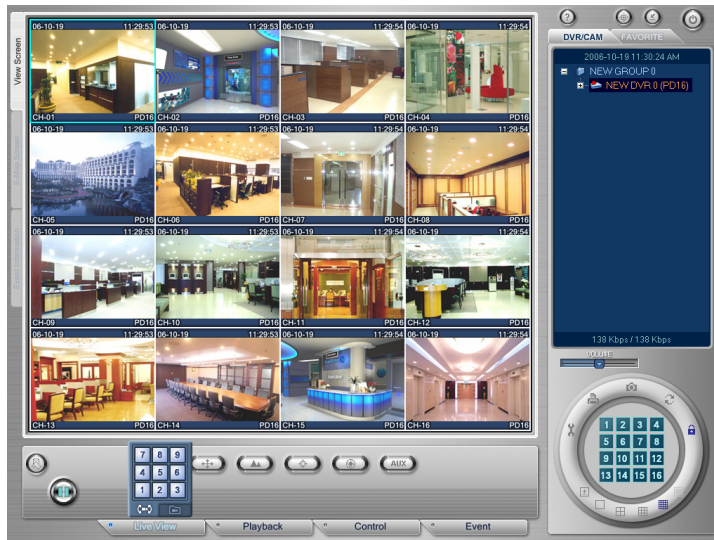 DVR/CAM FAVORITE
2006-10-19 11:30:24 AM
NEW GROUP 0
NEW DVR 0 (PD16)
View Screen
06-10-19 11:29:53 06-10-19 11:29:53 06-10-19 11:29:54 06-10-19 11:29:54
CH-01 PD16 CH-02 PD16 CH-03 PD16 CH-04 PD16
06-10-19 11:29:53 06-10-19 11:29:53 06-10-19 11:29:54 06-10-19 11:29:54
CH-05 PD16 CH-06 PD16 CH-07 PD16 CH-08 PD16
06-10-19 11:29:53 06-10-19 11:29:53 06-10-19 11:29:54 06-10-19 11:29:54
CH-09 PD16 CH-10 PD16 CH-11 PD16 CH-12 PD16
06-10-19 11:29:53 06-10-19 11:29:54 06-10-19 11:29:54 06-10-19 11:29:54
CH-13 PD16 CH-14 PD16 CH-15 PD16 CH-16 PD16
138 Kbps / 138 Kbps
VOLUME
1 2 3 4
5 6 7 8
9 10 11 12
13 14 15 16
7 8 9
4 5 6
1 2 3
AUX
Live View Playback Control Event